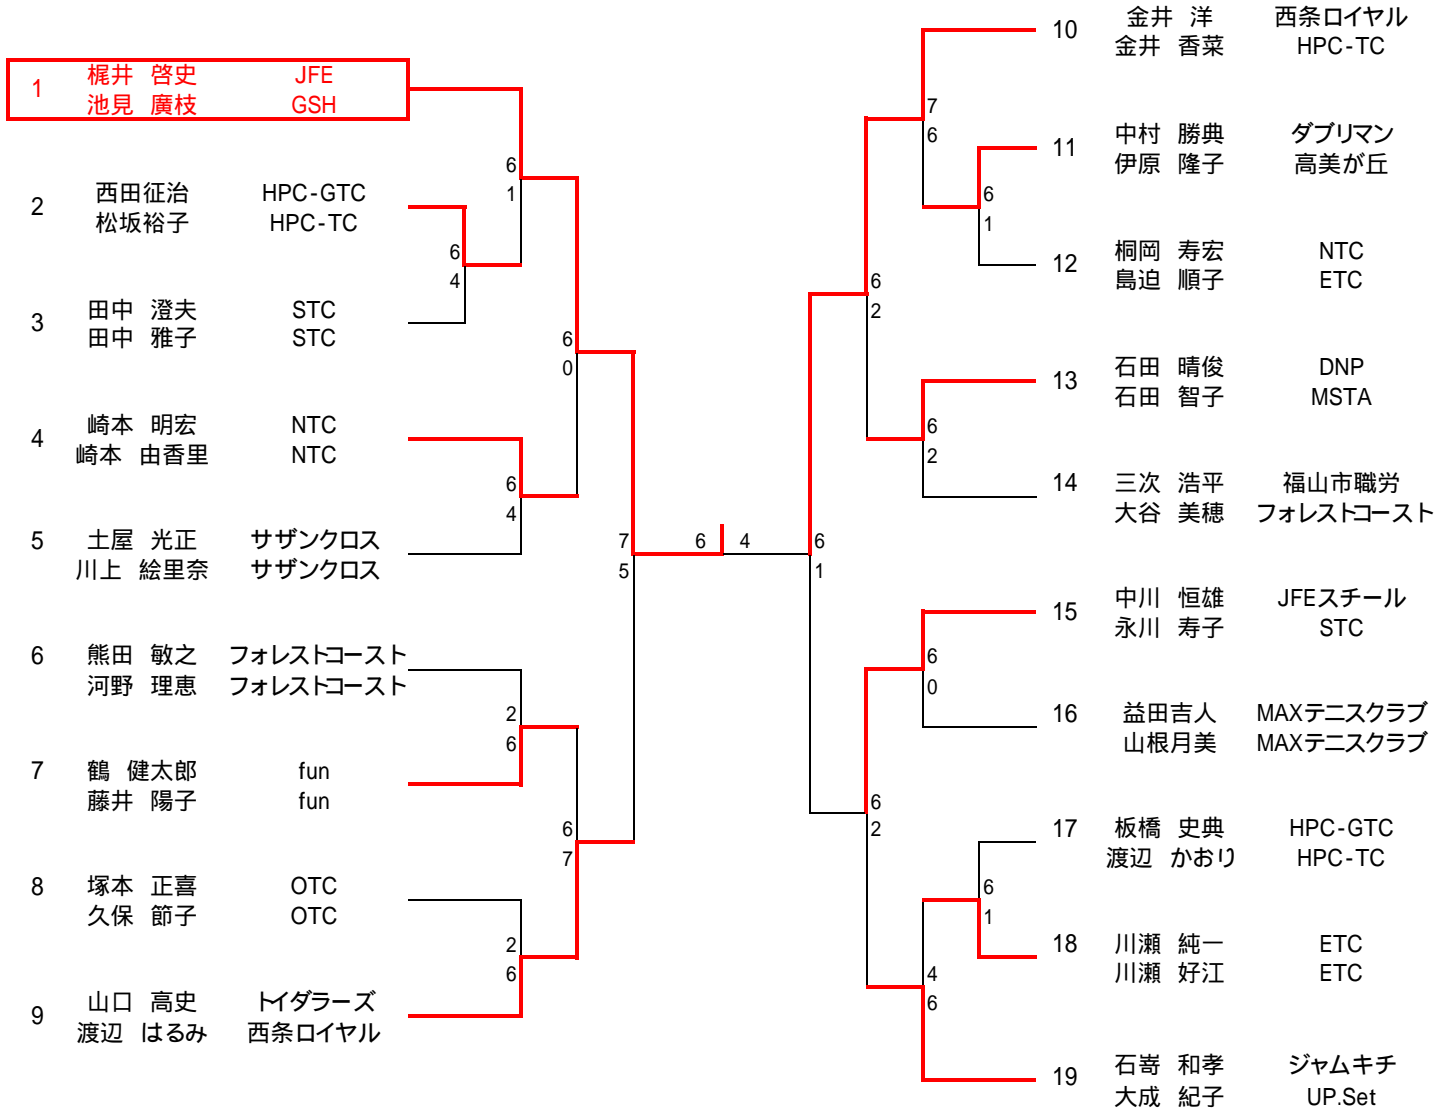 1 梶井 啓史 JFE
池見 廣枝 GSH
6
1
2 西田征治 HPC-GTC
松坂裕子 HPC-TC
6
4
3 田中 澄夫 STC
田中 雅子 STC
6
0
4 崎本 明宏 NTC
崎本 由香里 NTC
6
4
5 土屋 光正 サザンクロス
川上 絵里奈 サザンクロス
7
5
6 熊田 敏之 フォレストコースト
河野 理恵 フォレストコースト
2
6
7 鶴 健太郎 fun
藤井 陽子 fun
6
7
8 塚本 正喜 OTC
久保 節子 OTC
2
6
9 山口 高史 トイダラーズ
渡辺 はるみ 西条ロイヤル
6 4
10 金井 洋 西条ロイヤル
金井 香菜 HPC-TC
7
6
11 中村 勝典 ダブリマン
伊原 隆子 高美が丘
6
1
12 桐岡 寿宏 NTC
島迫 順子 ETC
6
2
13 石田 晴俊 DNP
石田 智子 MSTA
6
2
14 三次 浩平 福山市職労
大谷 美穂 フォレストコースト
6
1
15 中川 恒雄 JFEスチール
永川 寿子 STC
6
0
16 益田吉人 MAXテニスクラブ
山根月美 MAXテニスクラブ
6
2
17 板橋 史典 HPC-GTC
渡辺 かおり HPC-TC
6
1
18 川瀬 純一 ETC
川瀬 好江 ETC
4
6
19 石嵜 和孝 ジャムキチ
大成 紀子 UP.Set